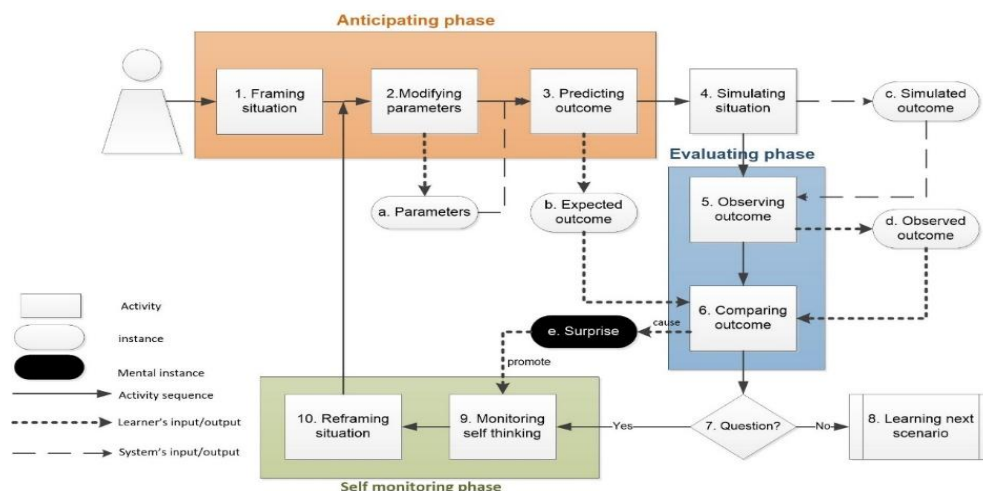 Anticipating phase
1. Framing
situation
2.Modifying
parameters
3. Predicting
outcome
4. Simulating
situation
c. Simulated
outcome
Evaluating phase
a. Parameters
b. Expected
outcome
5. Observing
outcome
d. Observed
outcome
6. Comparing
outcome
cause
e. Surprise
promote
Activity
instance
Mental instance
Activity sequence
Learner's input/output
System's input/output
10. Reframing
situation
9. Monitoring
self thinking
Yes
7. Question?
No
8. Learning next
scenario
Self monitoring phase